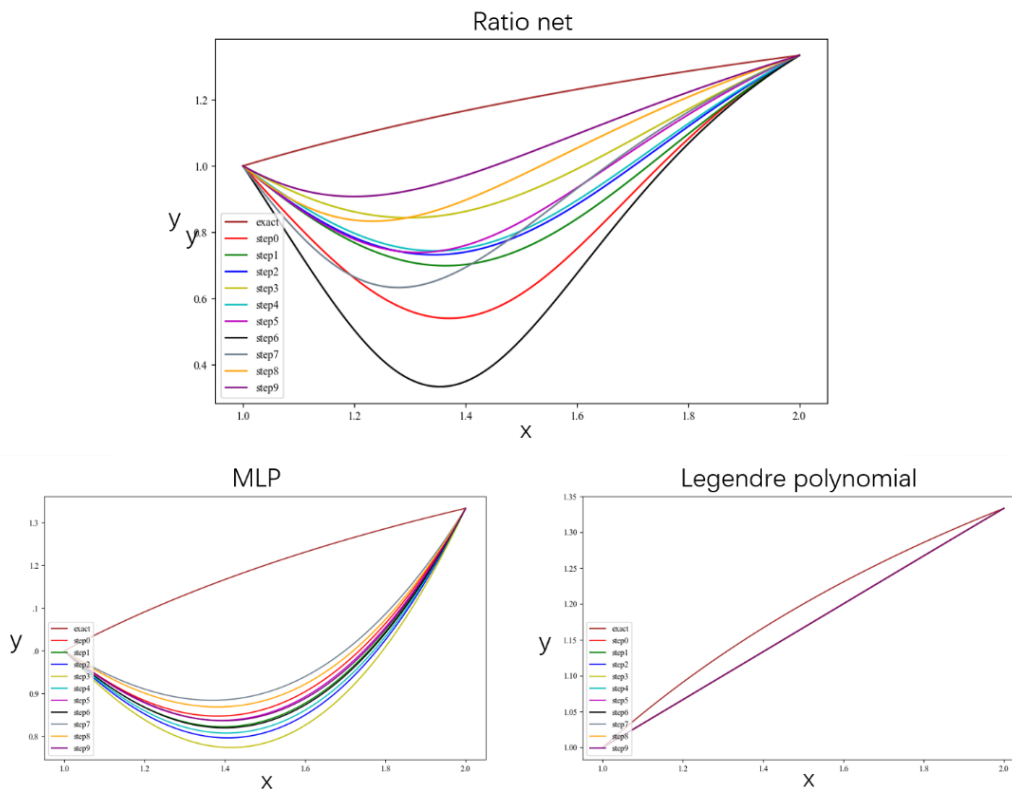 Ratio net
1.2
1.0
0.8
0.6
0.4
y
y
exact
step0
step1
step2
step3
step4
step5
step6
step7
step8
step9
1.0 1.2 1.4 1.6 1.8 2.0
x
MLP
1.3
1.2
.1
.0
0.9
0.8
y
exact
step0
step1
step2
step3
step4
step5
step6
step7
step8
step9
1.0 1.2 1.4 1.6 1.8 2.0
x
Legendre polynomial
1.35
1.30
1.25
1.20
1.15
1.10
1.05
1.00
y
exact
step0
step1
step2
step3
step4
step5
step6
step7
step8
step9
1.0 1.2 1.4 1.6 1.8 2.0
x